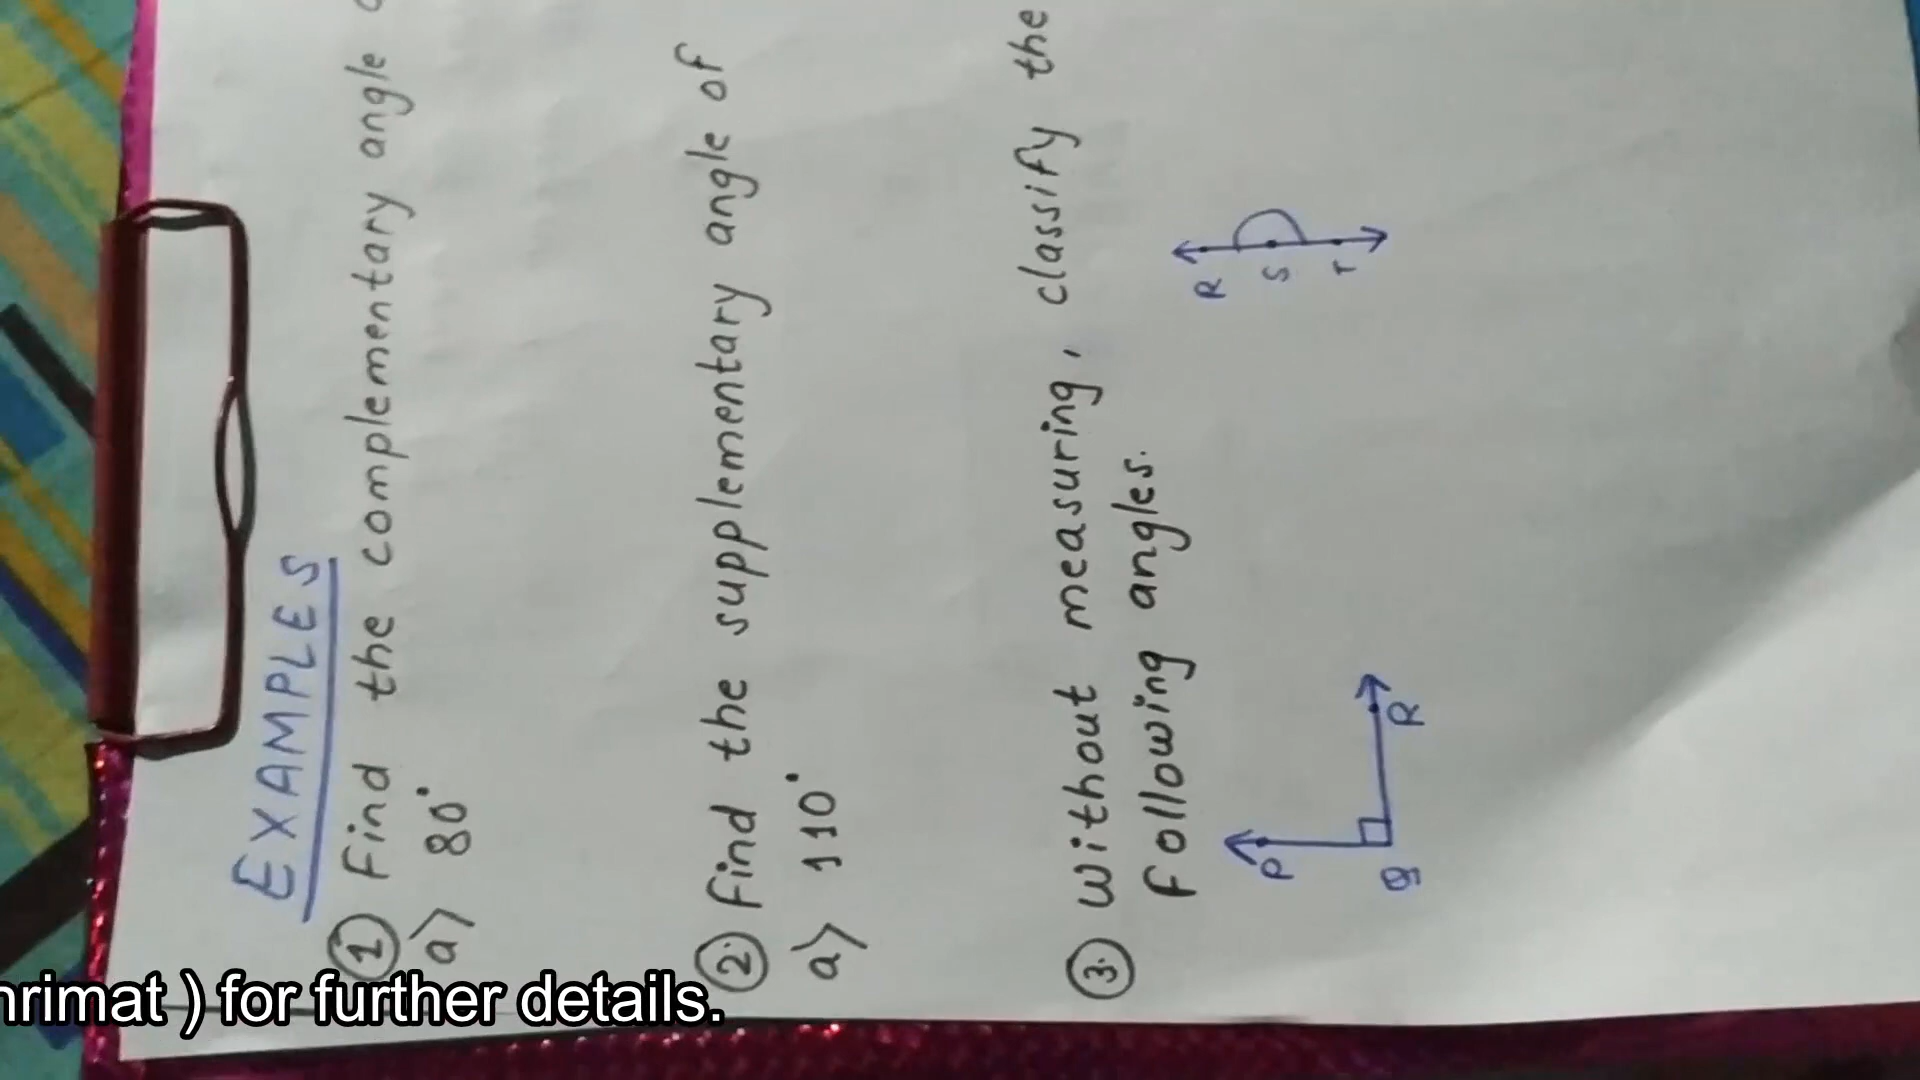 EXAMPLES
① Find the complementary angle
a) 80°
② Find the supplementary angle of
a) 110°
③ Without measuring, classify the
following angles.
P
Q
R
R
S
T
) for further details.